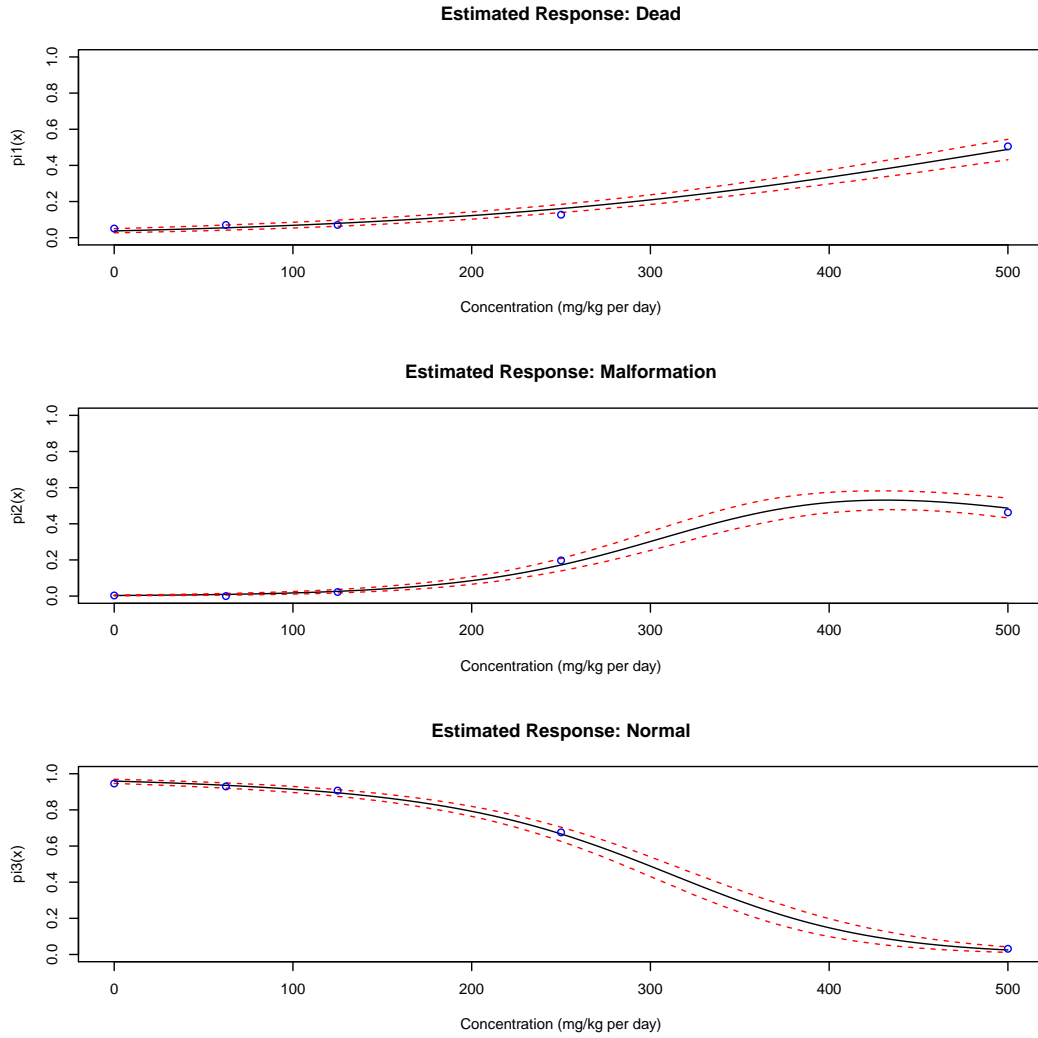 Estimated Response: Dead
1.0
0.8
0.6
0.4
0.2
0.0
pi1(x)
0 100 200 300 400 500
Concentration (mg/kg per day)
Estimated Response: Malformation
1.0
0.8
0.6
0.4
0.2
0.0
pi2(x)
0 100 200 300 400 500
Concentration (mg/kg per day)
Estimated Response: Normal
1.0
0.8
0.6
0.4
0.2
0.0
pi3(x)
0 100 200 300 400 500
Concentration (mg/kg per day)